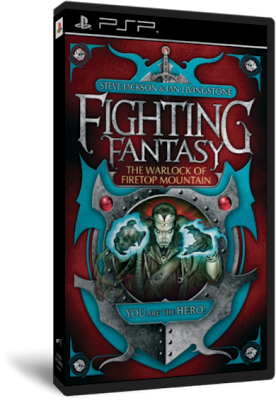 PSP
STEVE JACKSON & IAN LIVINGSTONE
FIGHTING
FANTASY
THE WARLOCK OF
FIRETOP MOUNTAIN
YOU ARE THE HERO!